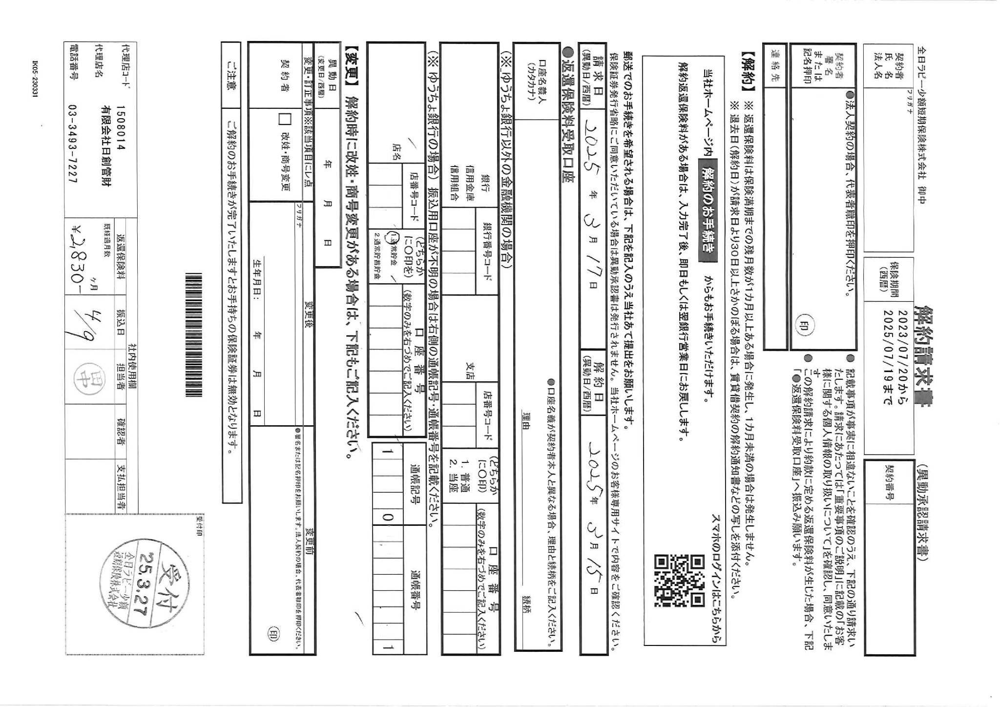 全日ラビー少額短期保険株式会社 御中
解約請求書
(異動承認請求書)
契約者
氏 名
法人名
フリガナ
保険期間
(西暦)
2023/07/20から
2025/07/19まで
契約番号
契約者
署 名
または
記名押印
●法人契約の場合、代表者職印を押印ください。
印
連絡先
● 記載事項が事実に相違ないことを確認のうえ、下記の通り請求い
たします。請求にあたっては「重要事項のご説明」に記載の「お客
様に関する個人情報の取り扱いについて」を確認し、同意いたしま
す
● この解約請求により約款に定める返還保険料が生じた場合、下記
「●返還保険料受取口座」へ振込み願います。
【解約】 ※ 返還保険料は保険満期までの残月数が1カ月以上ある場合に発生し、1カ月未満の場合は発生しません。
※ 退去日(解約日)が請求日より30日以上さかのぼる場合は、賃貸借契約の解約通知書などの写しを添付ください。
スマホのログインはこちらから
当社ホームページ内 解約のお手続き からもお手続きいただけます。
解約返還保険料がある場合は、入力完了後、即日もしくは翌銀行営業日にお戻しします。
郵送でのお手続きを希望される場合は、下記を記入のうえ当社あて提出をお願いします。
保険証券発行省略にご同意いただいている場合は異動承認書は発行されません。当社ホームページのお客様専用サイトで内容をご確認ください。
請 求 日
(異動日/西暦)
2025 年 3 月 17 日
解 約 日
(異動日/西暦)
2025 年 3 月 15 日
●返還保険料受取口座
口座名義人
(カタカナ)
●口座名義が契約者本人と異なる場合、理由と続柄をご記入ください。
理由
続柄
(※ ゆうちょ銀行以外の金融機関の場合)
銀行
信用金庫
信用組合
銀行番号コード
支店
店番号コード
(どちらか
に○印)
1. 普通
2. 当座
口 座 番 号
(数字のみを右づめでご記入ください)
(※ ゆうちょ銀行の場合) 振込用口座が不明の場合は右側の通帳記号・通帳番号を記載ください。
店名
店番号コード
(どちらか
に○印を)
1.通常貯金
2.通常貯蓄貯金
口 座 番 号
(数字のみを右づめでご記入ください)
通帳記号
1 0
通帳番号
1
【変更】 解約時に改姓・商号変更がある場合は、下記もご記入ください。
異 動 日
(変更日/西暦)
年 月 日
変更・訂正事項※該当項目にレ点
変更後
変更前
契 約 者
□ 改姓・商号変更
フリガナ
生年月日: 年 月 日
●署名または記名押印をお願いします。法人契約の場合、代表者職印を押印ください。
印
ご注意
ご解約のお手続きが完了いたしますとお手持ちの保険証券は無効となります。
代理店コード 1508014
代理店名 有限会社日創管財
電話番号 03-3493-7227
社内使用欄
返還保険料
振込日
担当者
確認者
支払担当者
既経過月数 ヶ月
¥2,830-
4/9
田中
受付印
受付
'25.3.27
全日ラビー少額
短期保険株式会社
IK05-230331